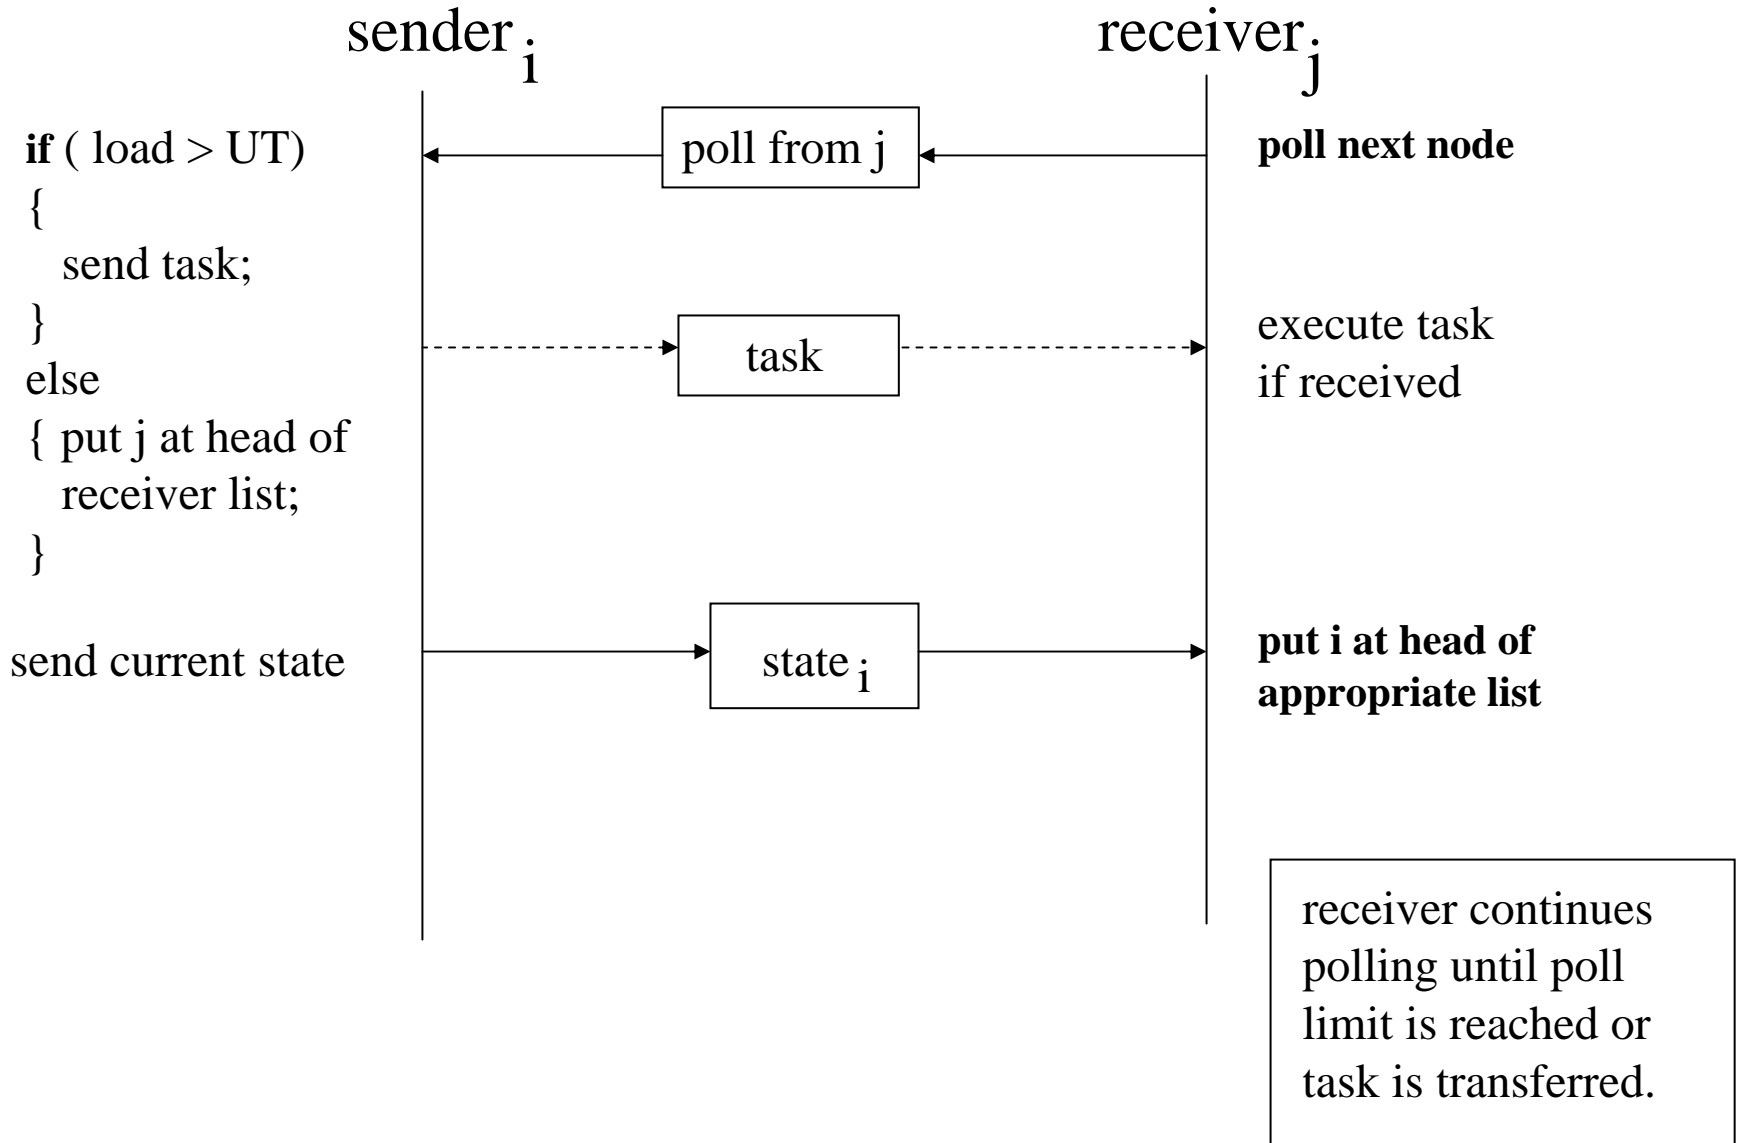 sender i
receiver j
if ( load > UT)
{
send task;
}
else
{ put j at head of
receiver list;
}
send current state
poll from j
task
state i
poll next node
execute task
if received
put i at head of
appropriate list
receiver continues
polling until poll
limit is reached or
task is transferred.